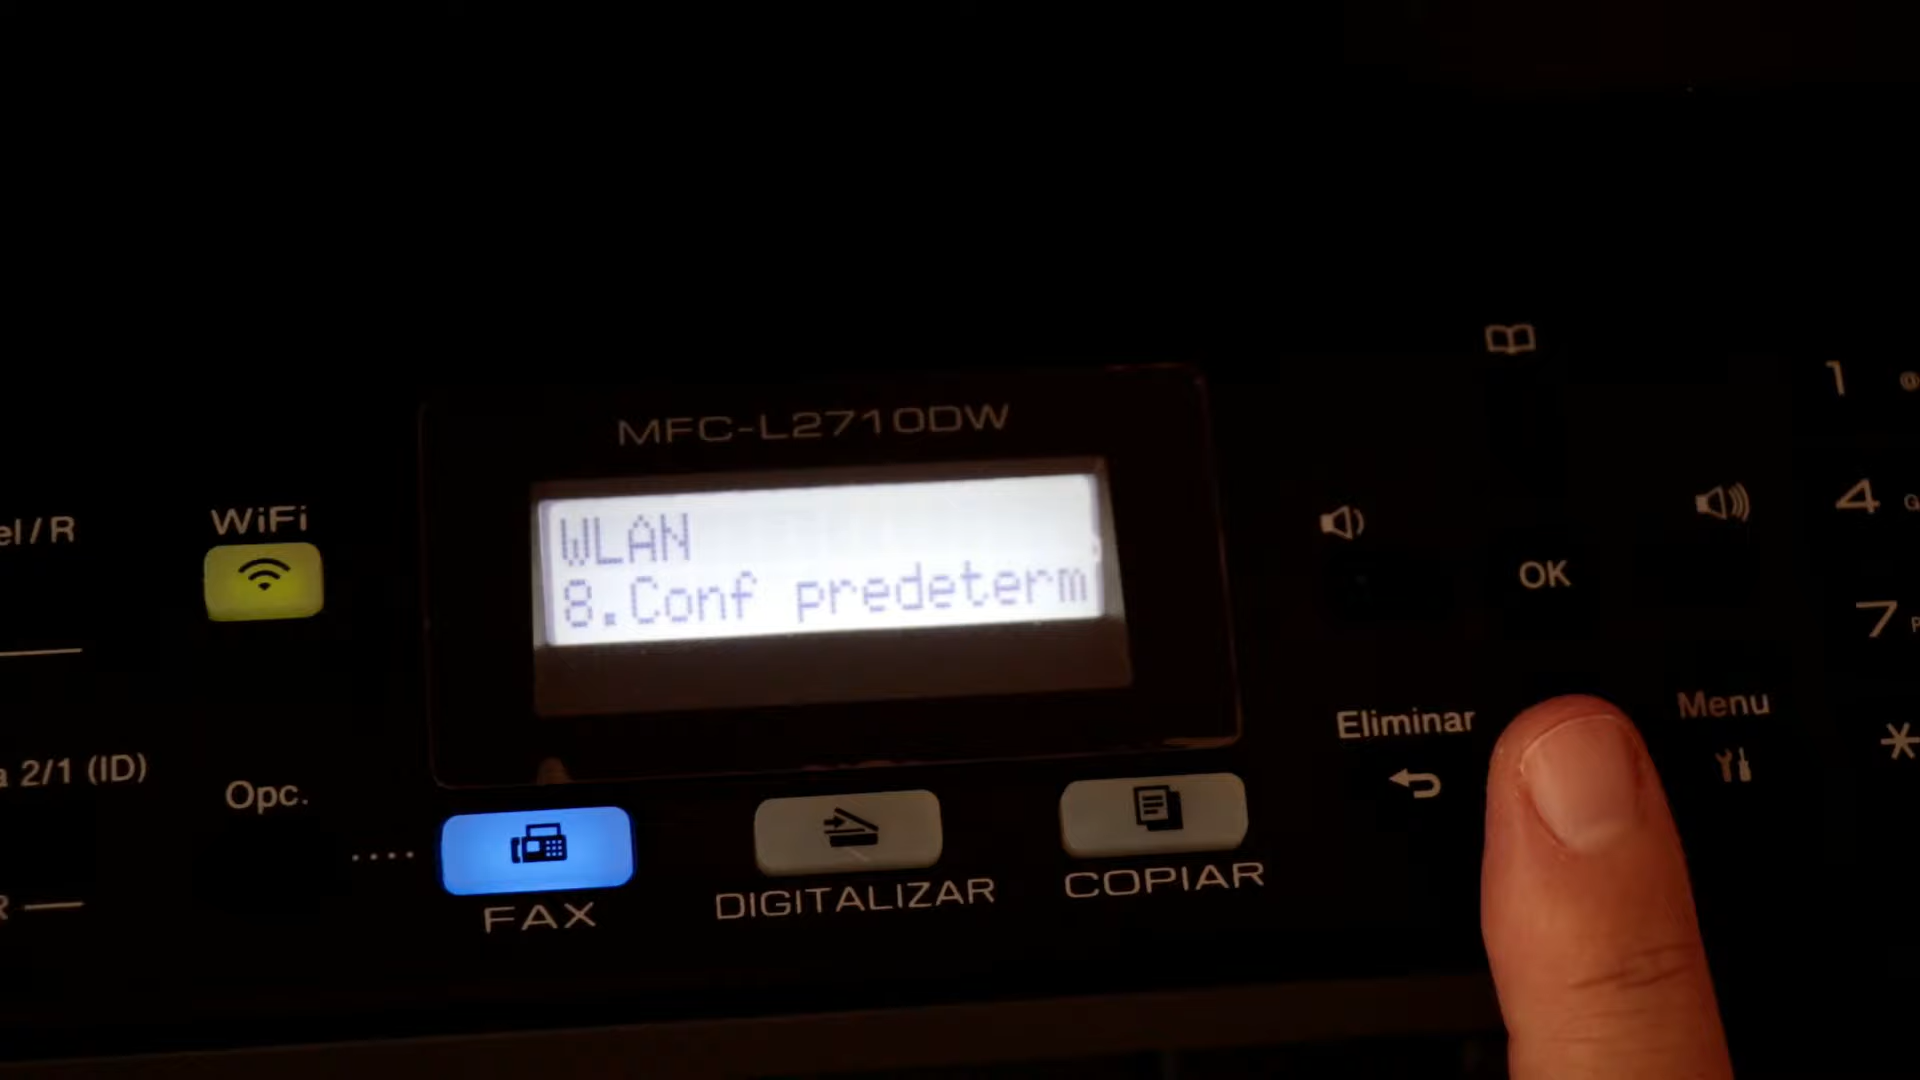 MFC-L2710DW
WLAN
8.Conf predeterm
el/R
WiFi
a 2/1 (ID)
Opc.
FAX
DIGITALIZAR
COPIAR
OK
Eliminar
Menu
1 @
4 G
7 P
*